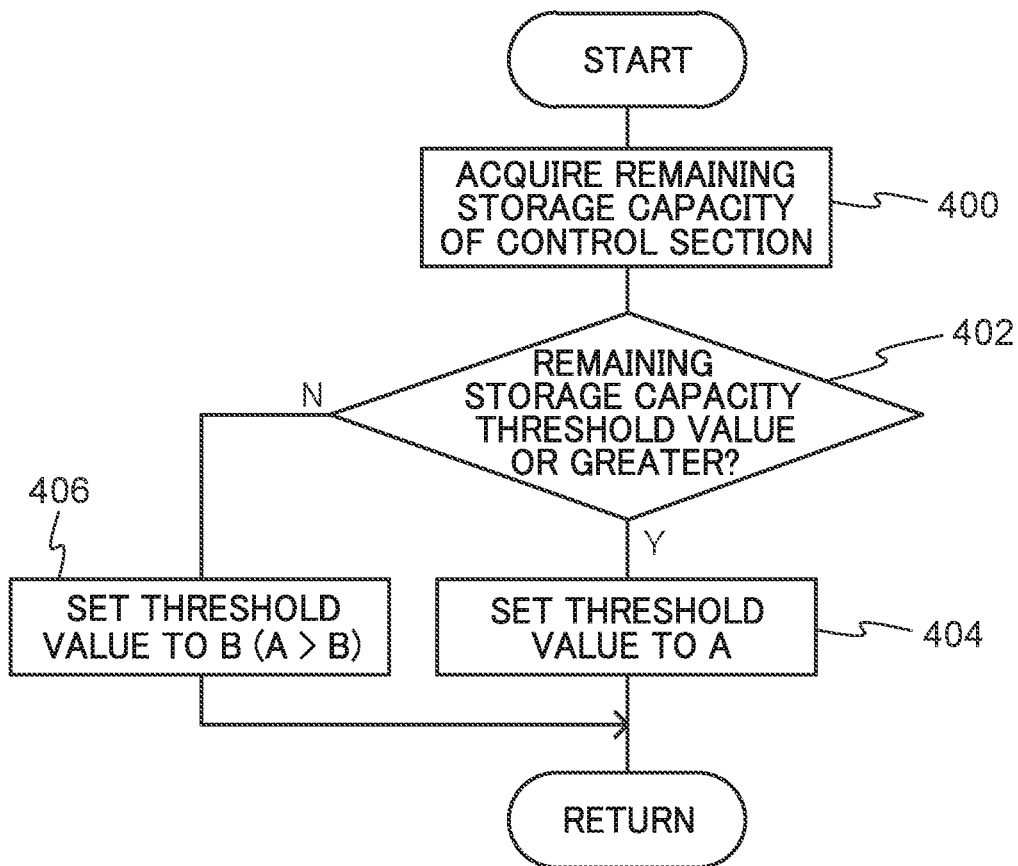 START
ACQUIRE REMAINING
STORAGE CAPACITY
OF CONTROL SECTION
400
REMAINING
STORAGE CAPACITY
THRESHOLD VALUE
OR GREATER?
402
N
Y
406
SET THRESHOLD
VALUE TO B (A > B)
SET THRESHOLD
VALUE TO A
404
RETURN